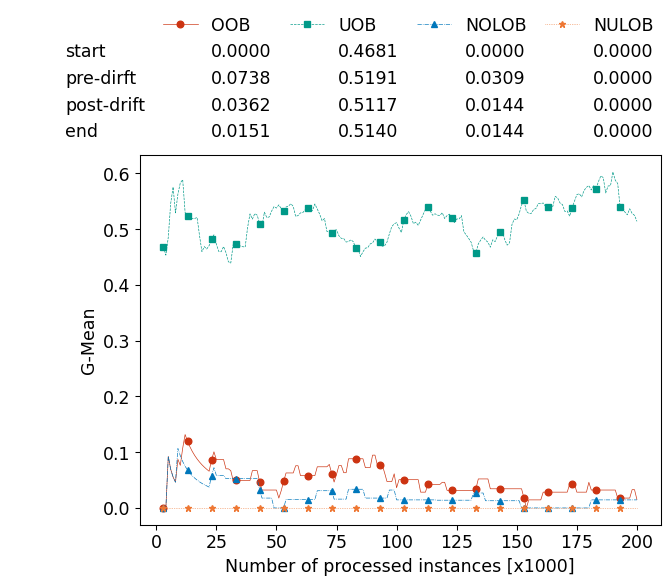 OOB UOB NOLOB NULOB
start 0.0000 0.4681 0.0000 0.0000
pre-dirft 0.0738 0.5191 0.0309 0.0000
post-drift 0.0362 0.5117 0.0144 0.0000
end 0.0151 0.5140 0.0144 0.0000
0.6
0.5
0.4
0.3
0.2
0.1
0.0
G-Mean
0 25 50 75 100 125 150 175 200
Number of processed instances [x1000]